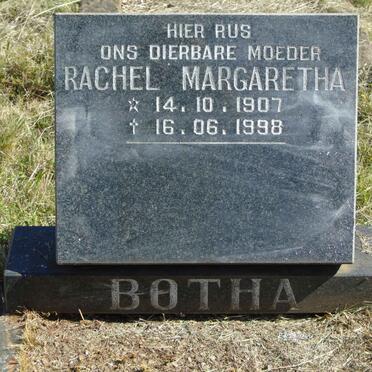 HIER RUS
ONS DIERBARE MOEDER
RACHEL MARGARETHA
☆ 14.10.1907
† 16.06.1998
BOTHA